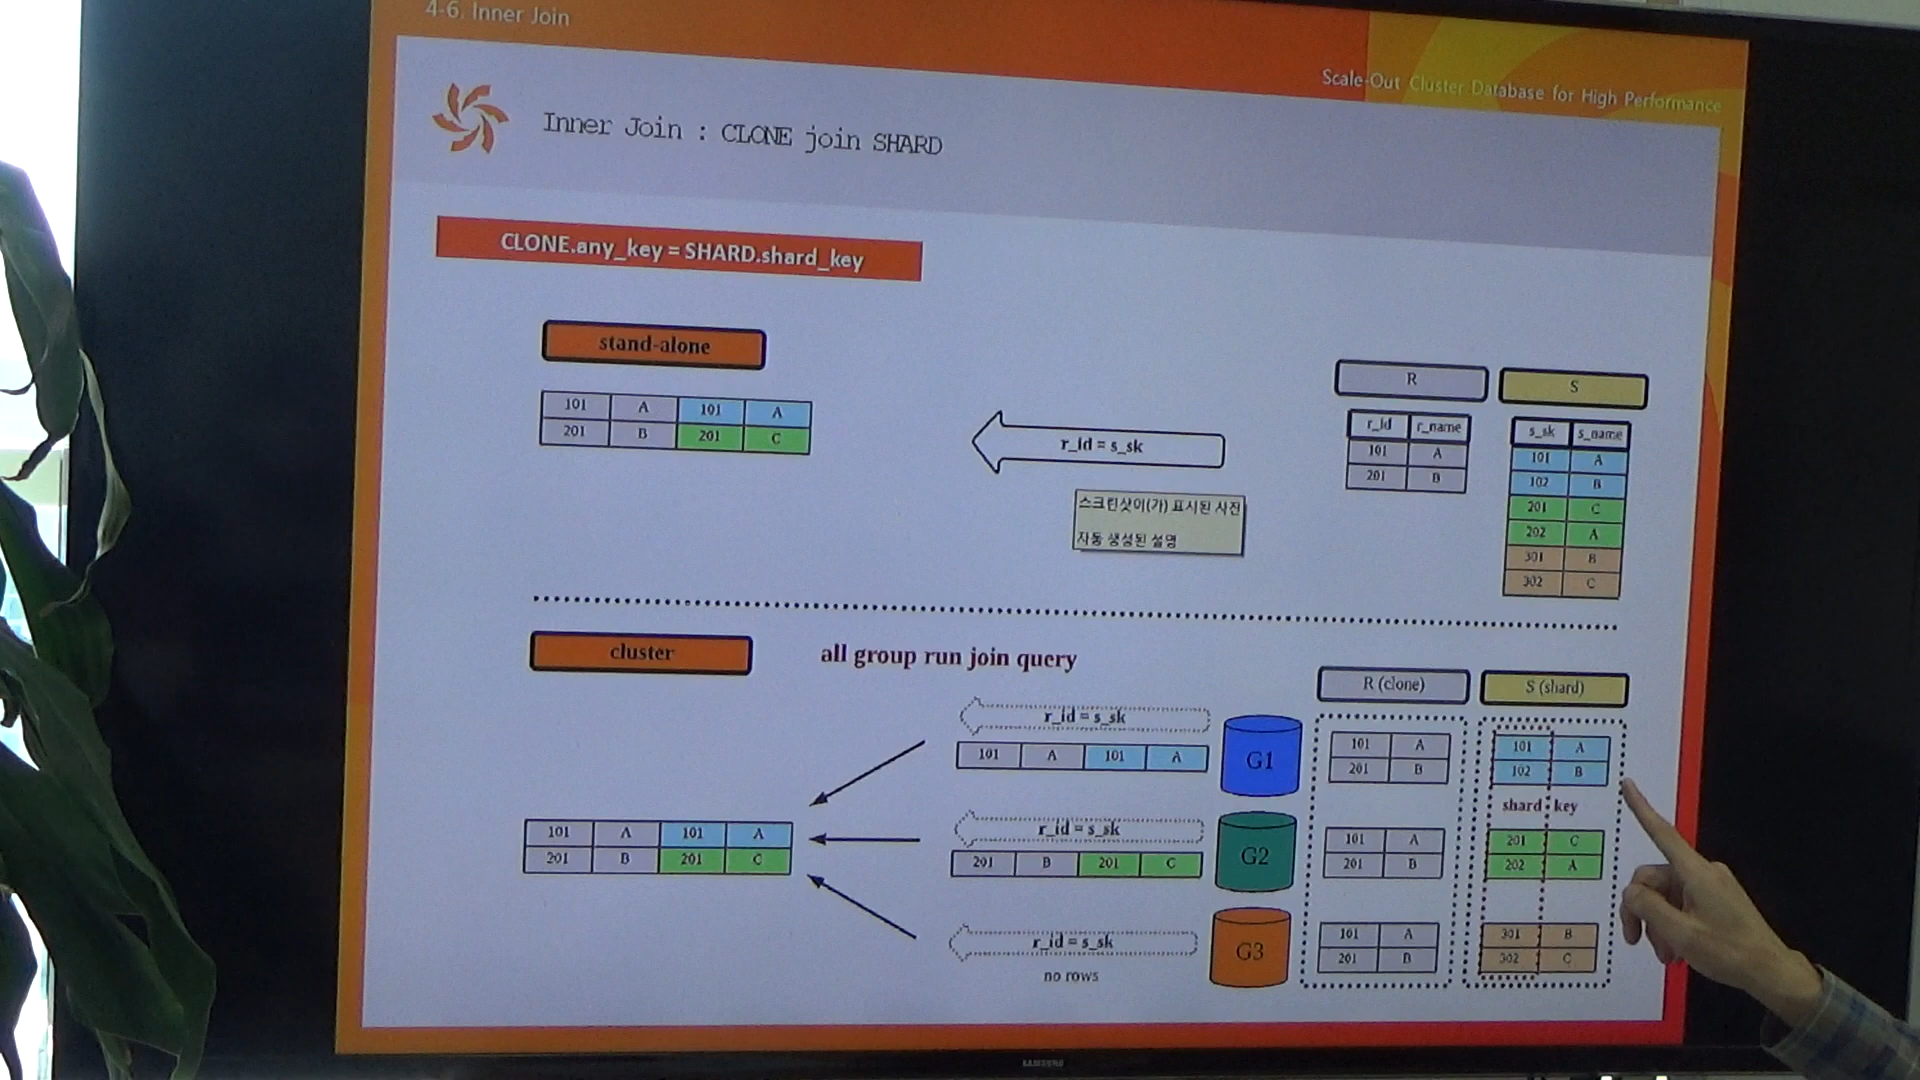 4-6. Inner Join
Scale-Out Cluster Database for High Performance
Inner Join : CLONE join SHARD
CLONE.any_key = SHARD.shard_key
stand-alone
101 A 101 A
201 B 201 C
r_id = s_sk
스크린샷이(가) 표시된 사진
자동 생성된 설명
R
r_id r_name
101 A
201 B
S
s_sk s_name
101 A
102 B
201 C
202 A
301 B
302 C
cluster
all group run join query
R (clone)
S (shard)
r_id = s_sk
101 A 101 A
G1
101 A
201 B
101 A
102 B
shard key
101 A 101 A
201 B 201 C
r_id = s_sk
201 B 201 C
G2
101 A
201 B
201 C
202 A
r_id = s_sk
no rows
G3
101 A
201 B
301 B
302 C
SAMSUNG